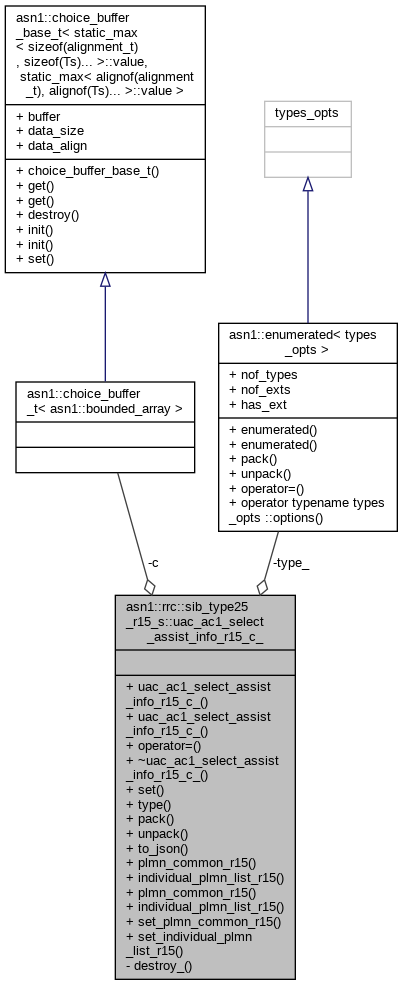 asn1::choice_buffer
_base_t< static_max
< sizeof(alignment_t)
, sizeof(Ts)... >::value,
static_max< alignof(alignment
_t), alignof(Ts)... >::value >
+ buffer
+ data_size
+ data_align
+ choice_buffer_base_t()
+ get()
+ get()
+ destroy()
+ init()
+ init()
+ set()
types_opts
asn1::enumerated< types
_opts >
+ nof_types
+ nof_exts
+ has_ext
+ enumerated()
+ enumerated()
+ pack()
+ unpack()
+ operator=()
+ operator typename types
_opts ::options()
asn1::choice_buffer
_t< asn1::bounded_array >
-c
-type_
asn1::rrc::sib_type25
_r15_s::uac_ac1_select
_assist_info_r15_c_
+ uac_ac1_select_assist
_info_r15_c_()
+ uac_ac1_select_assist
_info_r15_c_()
+ operator=()
+ ~uac_ac1_select_assist
_info_r15_c_()
+ set()
+ type()
+ pack()
+ unpack()
+ to_json()
+ plmn_common_r15()
+ individual_plmn_list_r15()
+ plmn_common_r15()
+ individual_plmn_list_r15()
+ set_plmn_common_r15()
+ set_individual_plmn
_list_r15()
- destroy_()